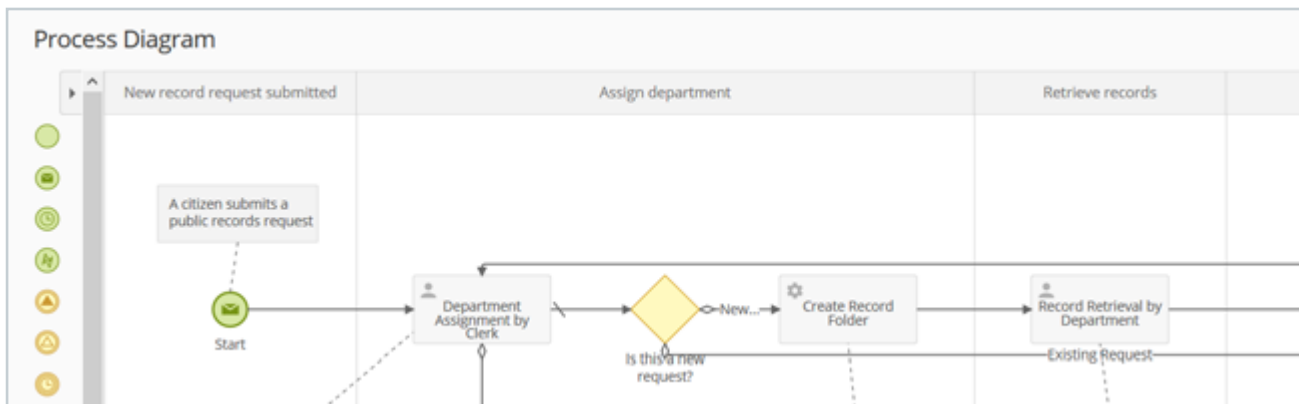 Process Diagram
New record request submitted
Assign department
Retrieve records
A citizen submits a
public records request
Start
Department
Assignment by
Clerk
Is this a new
request?
New...
Create Record
Folder
Record Retrieval by
Department
Existing Request